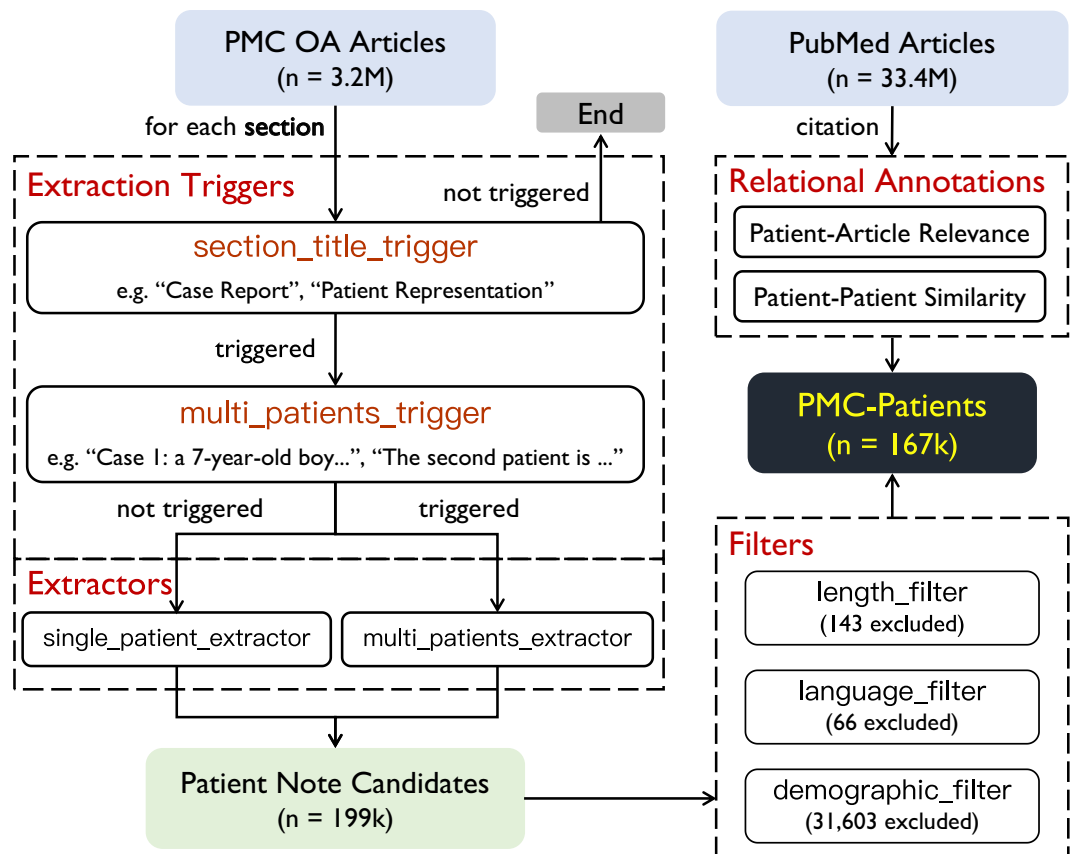 PMC OA Articles
(n = 3.2M)
for each section
End
not triggered
Extraction Triggers
section_title_trigger
e.g. “Case Report”, “Patient Representation”
triggered
multi_patients_trigger
e.g. “Case 1: a 7-year-old boy...”, “The second patient is ...”
not triggered
triggered
Extractors
single_patient_extractor
multi_patients_extractor
Patient Note Candidates
(n = 199k)
PubMed Articles
(n = 33.4M)
citation
Relational Annotations
Patient-Article Relevance
Patient-Patient Similarity
PMC-Patients
(n = 167k)
Filters
length_filter
(143 excluded)
language_filter
(66 excluded)
demographic_filter
(31,603 excluded)